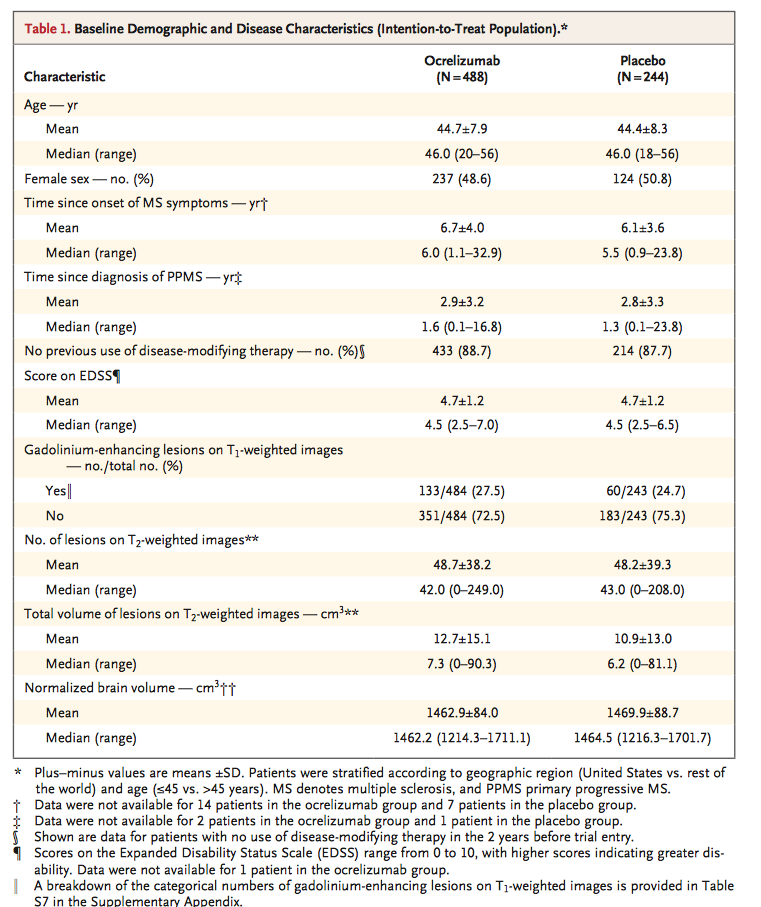 Table 1. Baseline Demographic and Disease Characteristics (Intention-to-Treat Population).*
Characteristic Ocrelizumab (N=488) Placebo (N=244)
Age — yr
Mean 44.7±7.9 44.4±8.3
Median (range) 46.0 (20–56) 46.0 (18–56)
Female sex — no. (%) 237 (48.6) 124 (50.8)
Time since onset of MS symptoms — yr†
Mean 6.7±4.0 6.1±3.6
Median (range) 6.0 (1.1–32.9) 5.5 (0.9–23.8)
Time since diagnosis of PPMS — yr‡
Mean 2.9±3.2 2.8±3.3
Median (range) 1.6 (0.1–16.8) 1.3 (0.1–23.8)
No previous use of disease-modifying therapy — no. (%)§ 433 (88.7) 214 (87.7)
Score on EDSS¶
Mean 4.7±1.2 4.7±1.2
Median (range) 4.5 (2.5–7.0) 4.5 (2.5–6.5)
Gadolinium-enhancing lesions on T1-weighted images
— no./total no. (%)
Yes‖ 133/484 (27.5) 60/243 (24.7)
No 351/484 (72.5) 183/243 (75.3)
No. of lesions on T2-weighted images**
Mean 48.7±38.2 48.2±39.3
Median (range) 42.0 (0–249.0) 43.0 (0–208.0)
Total volume of lesions on T2-weighted images — cm³**
Mean 12.7±15.1 10.9±13.0
Median (range) 7.3 (0–90.3) 6.2 (0–81.1)
Normalized brain volume — cm³††
Mean 1462.9±84.0 1469.9±88.7
Median (range) 1462.2 (1214.3–1711.1) 1464.5 (1216.3–1701.7)
* Plus–minus values are means ±SD. Patients were stratified according to geographic region (United States vs. rest of
the world) and age (≤45 vs. >45 years). MS denotes multiple sclerosis, and PPMS primary progressive MS.
† Data were not available for 14 patients in the ocrelizumab group and 7 patients in the placebo group.
‡ Data were not available for 2 patients in the ocrelizumab group and 1 patient in the placebo group.
§ Shown are data for patients with no use of disease-modifying therapy in the 2 years before trial entry.
¶ Scores on the Expanded Disability Status Scale (EDSS) range from 0 to 10, with higher scores indicating greater dis-
ability. Data were not available for 1 patient in the ocrelizumab group.
‖ A breakdown of the categorical numbers of gadolinium-enhancing lesions on T1-weighted images is provided in Table
S7 in the Supplementary Appendix.